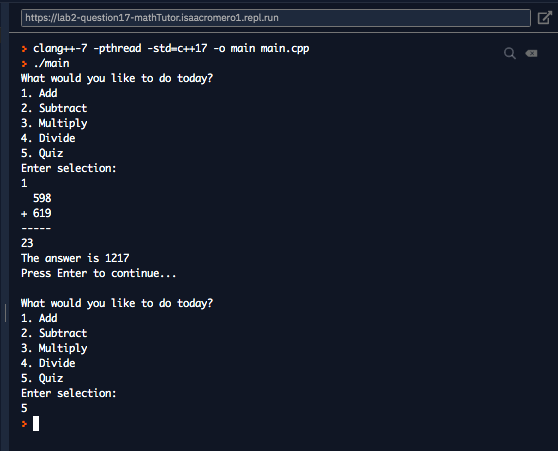 https://lab2-question17-mathTutor.isaacromero1.repl.run
> clang++-7 -pthread -std=c++17 -o main main.cpp
> ./main
What would you like to do today?
1. Add
2. Subtract
3. Multiply
4. Divide
5. Quiz
Enter selection:
1
  598
+ 619
-----
23
The answer is 1217
Press Enter to continue...

What would you like to do today?
1. Add
2. Subtract
3. Multiply
4. Divide
5. Quiz
Enter selection:
5
>